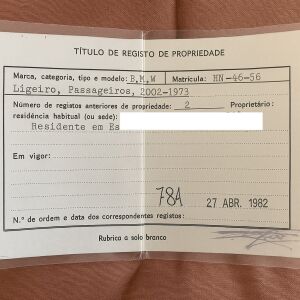 TÍTULO DE REGISTO DE PROPRIEDADE
Marca, categoria, tipo e modelo: B,M,W Matrícula: HN-46-56
Ligeiro, Passageiros, 2002-1973
Número de registos anteriores de propriedade: 2 Proprietário:
residência habitual (ou sede):
Residente em Es
Em vigor:
784 27 ABR. 1982
N.º de ordem e data dos correspondentes registos:
Rubrica a selo branco